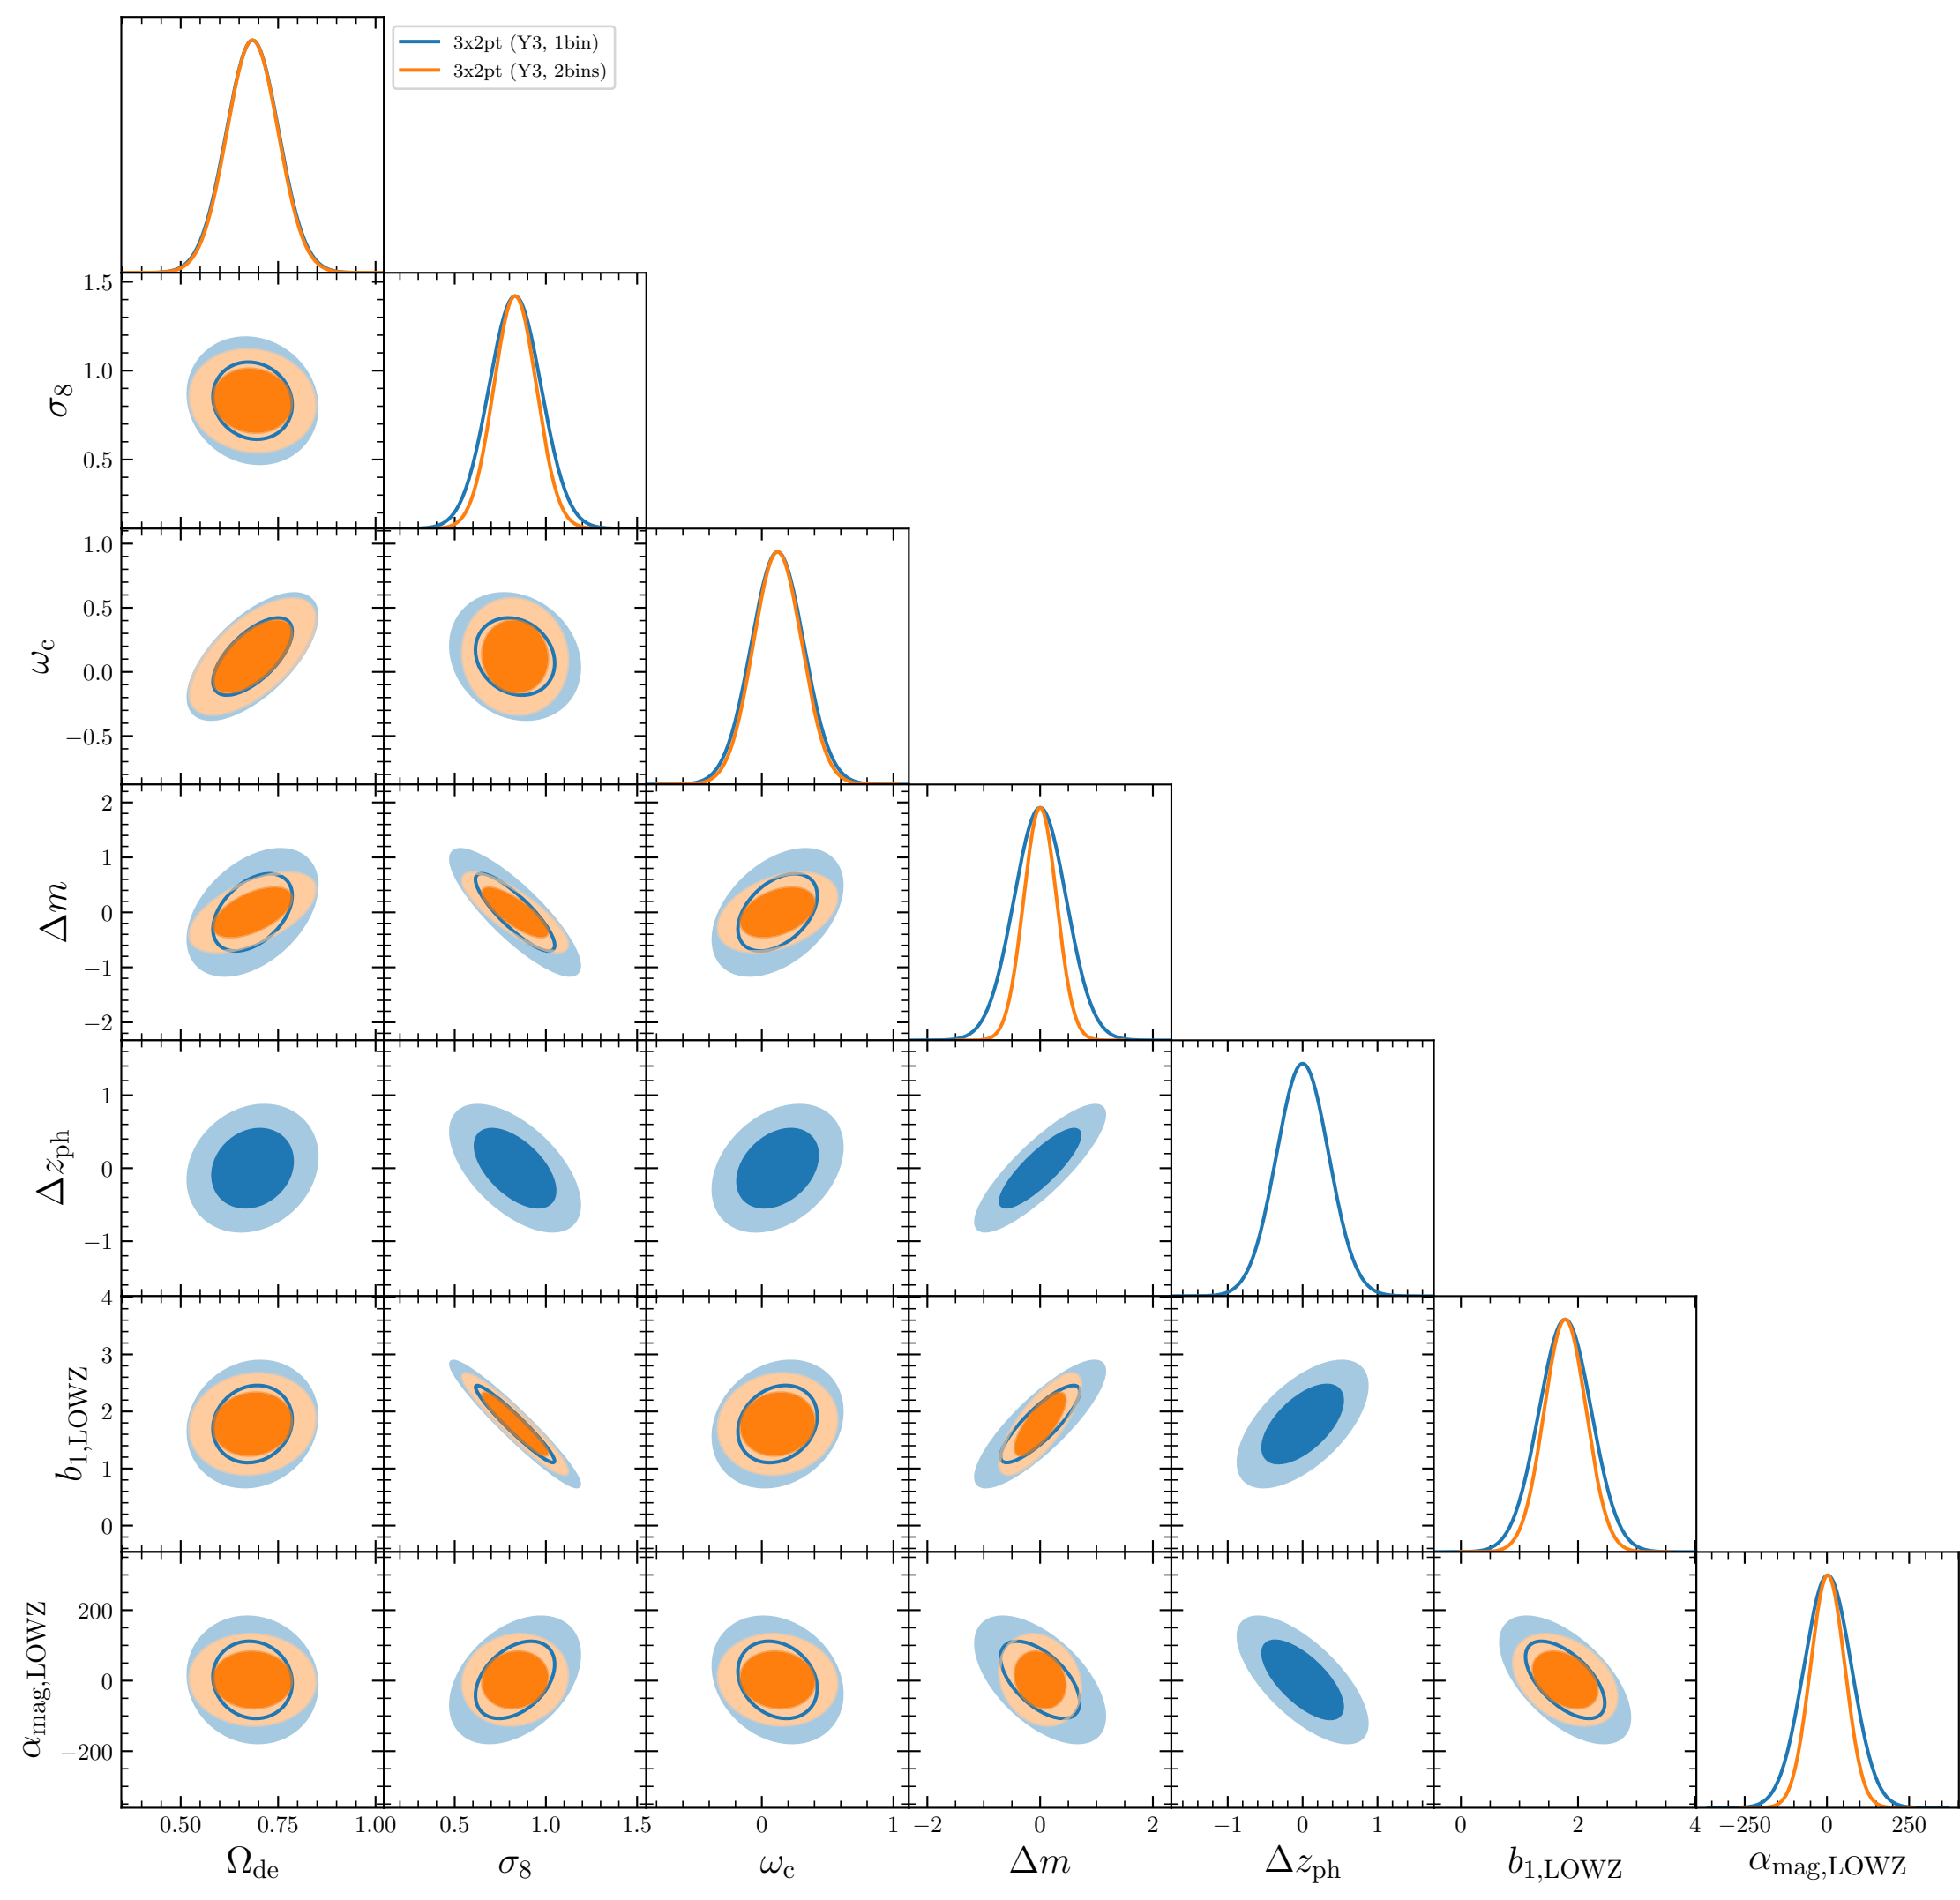 3x2pt (Y3, 1bin)
3x2pt (Y3, 2bins)
1.5
1.0
0.5
σ8
1.0
0.5
0.0
−0.5
ωc
2
1
0
−1
−2
Δm
1
0
−1
Δzph
4
3
2
1
0
b1,LOWZ
200
0
−200
αmag,LOWZ
0.50 0.75 1.00 0.5 1.0 1.5 0 1 −2 0 2 −1 0 1 0 2 4 −250 0 250
Ωde σ8 ωc Δm Δzph b1,LOWZ αmag,LOWZ